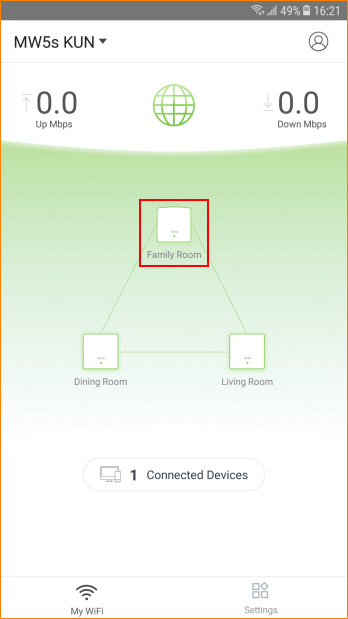 49% 16:21
MW5s KUN
0.0
Up Mbps
0.0
Down Mbps
Family Room
Dining Room
Living Room
1 Connected Devices
My WiFi
Settings